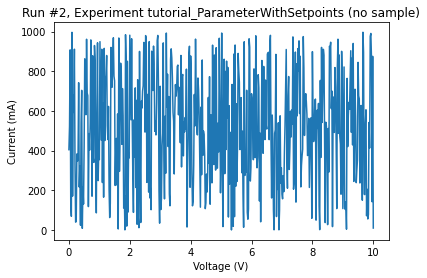 Run #2, Experiment tutorial_ParameterWithSetpoints (no sample)
1000
800
600
400
200
0
Current (mA)
0 2 4 6 8 10
Voltage (V)